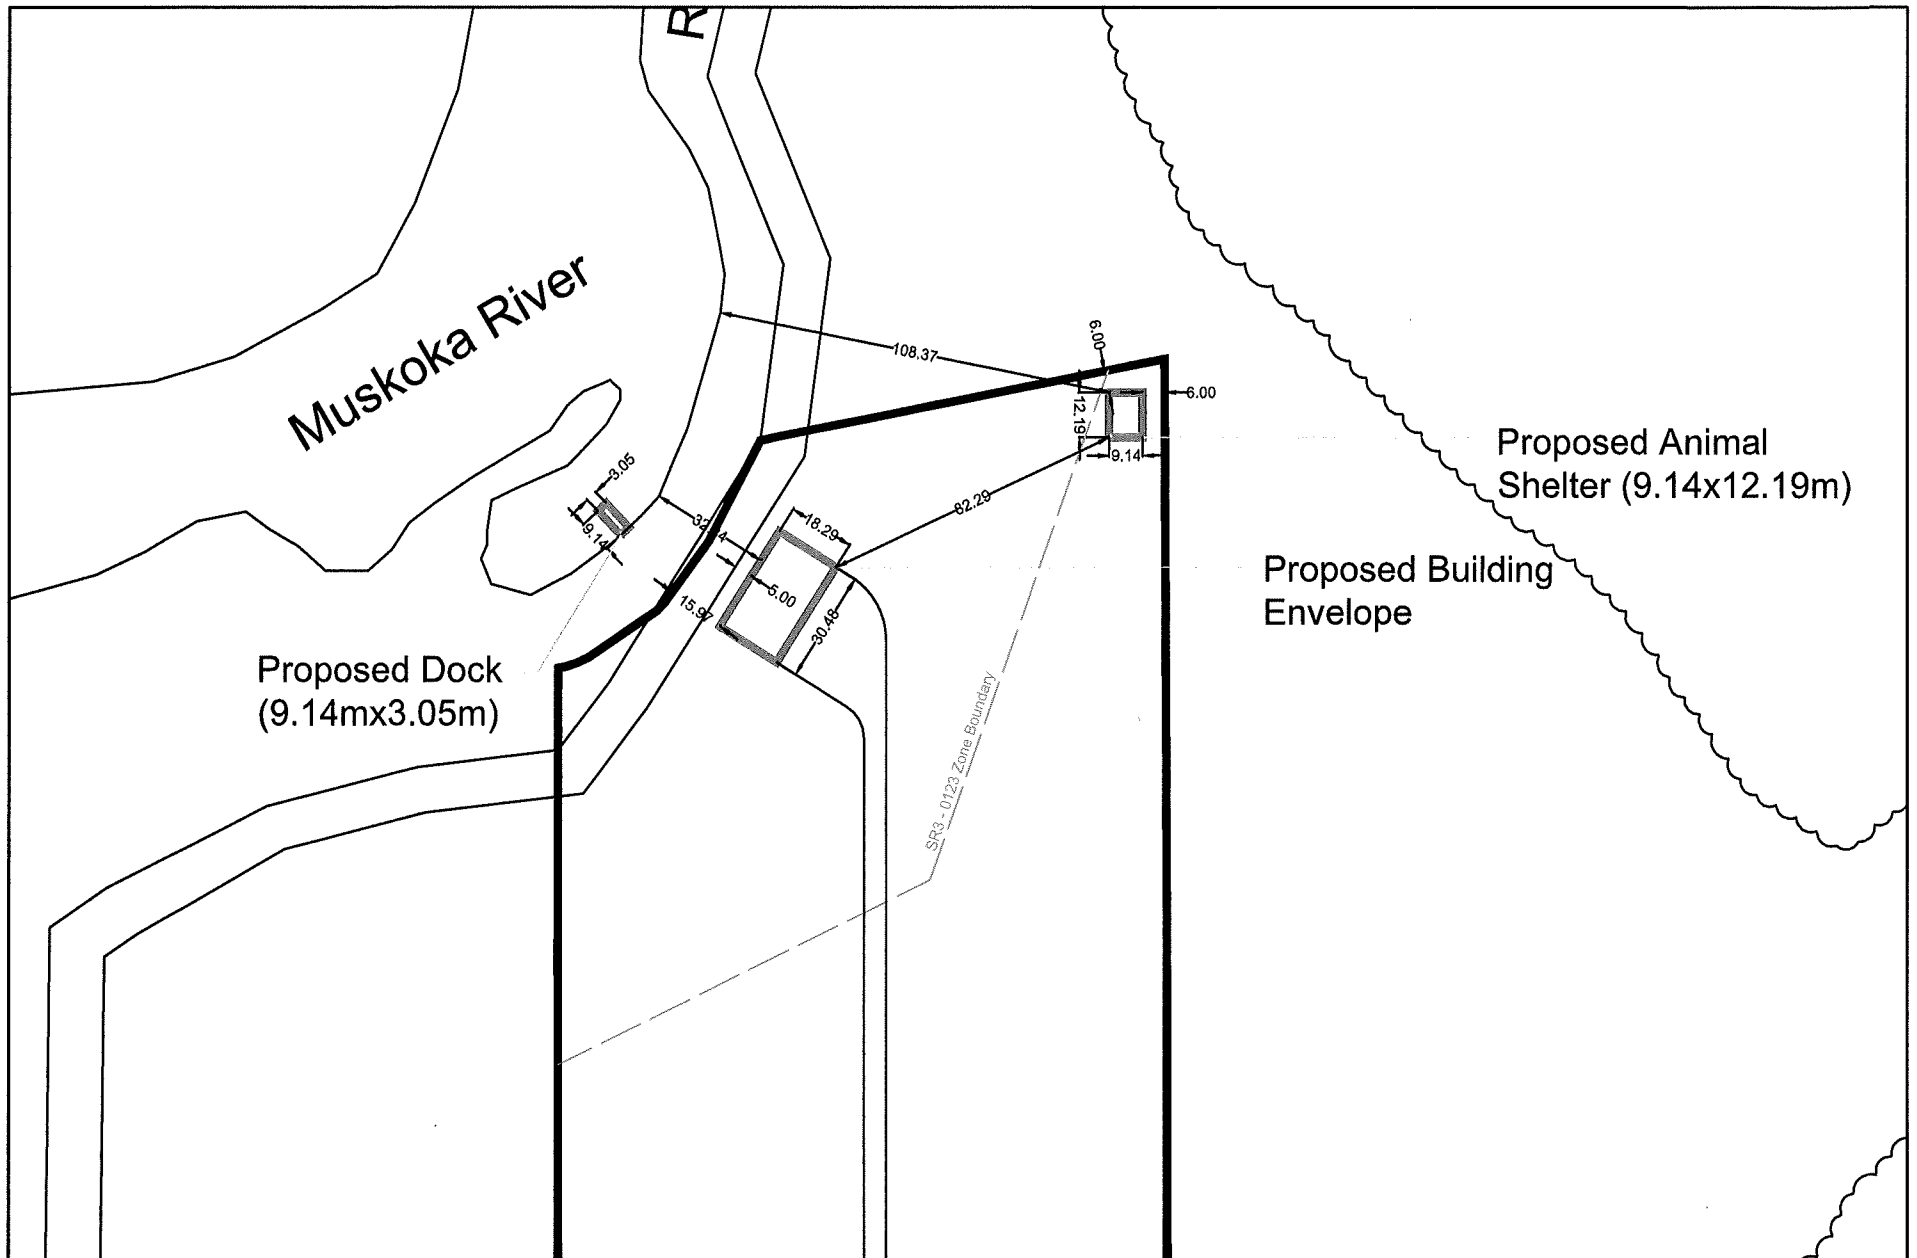 R
Muskoka River
108.37
6.00
6.00
12.19
9.14
Proposed Animal
Shelter (9.14x12.19m)
3.05
9.14
18.29
82.29
5.00
15.97
30.48
Proposed Building
Envelope
Proposed Dock
(9.14mx3.05m)
SR3 - 0123 Zone Boundary